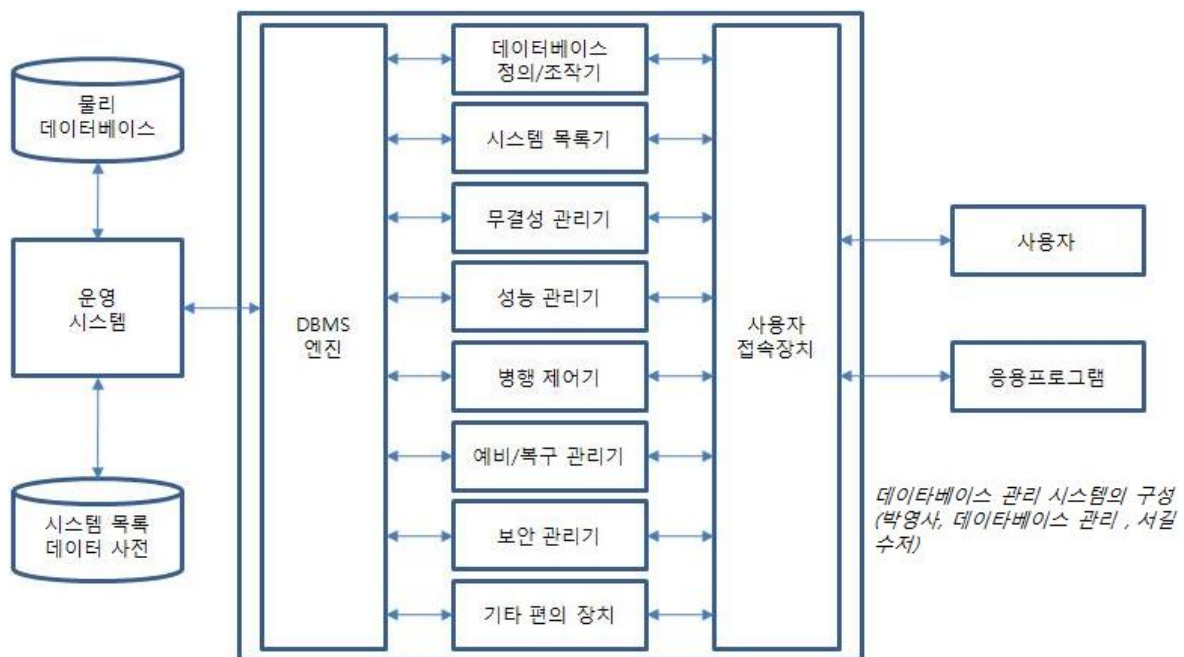 물리
데이터베이스
운영
시스템
시스템 목록
데이터 사전
DBMS
엔진
데이터베이스
정의/조작기
시스템 목록기
무결성 관리기
성능 관리기
병행 제어기
예비/복구 관리기
보안 관리기
기타 편의 장치
사용자
접속장치
사용자
응용프로그램
데이타베이스 관리 시스템의 구성
(박영사, 데이타베이스 관리 , 서길
수저)